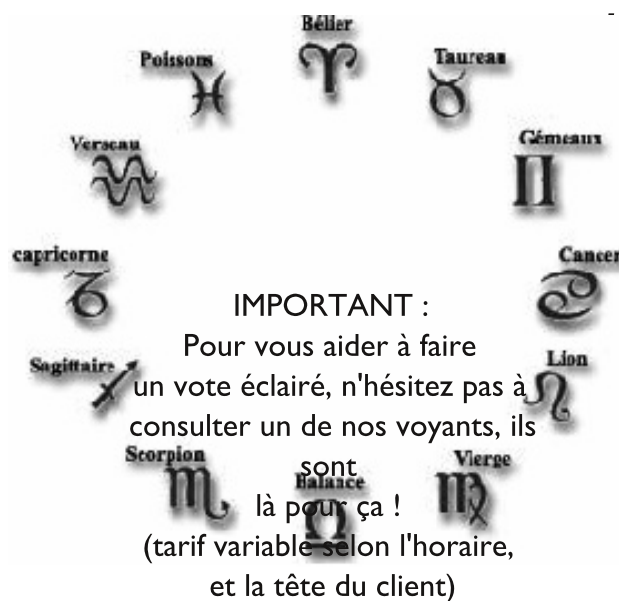 Bélier
Poissons
Taureau
Verseau
Gémeaux
capricorne
Cancer
IMPORTANT :
Pour vous aider à faire
Sagittaire
Lion
un vote éclairé, n'hésitez pas à
consulter un de nos voyants, ils
Scorpion
Vierge
sont
Balance
là pour ça !
(tarif variable selon l'horaire,
et la tête du client)